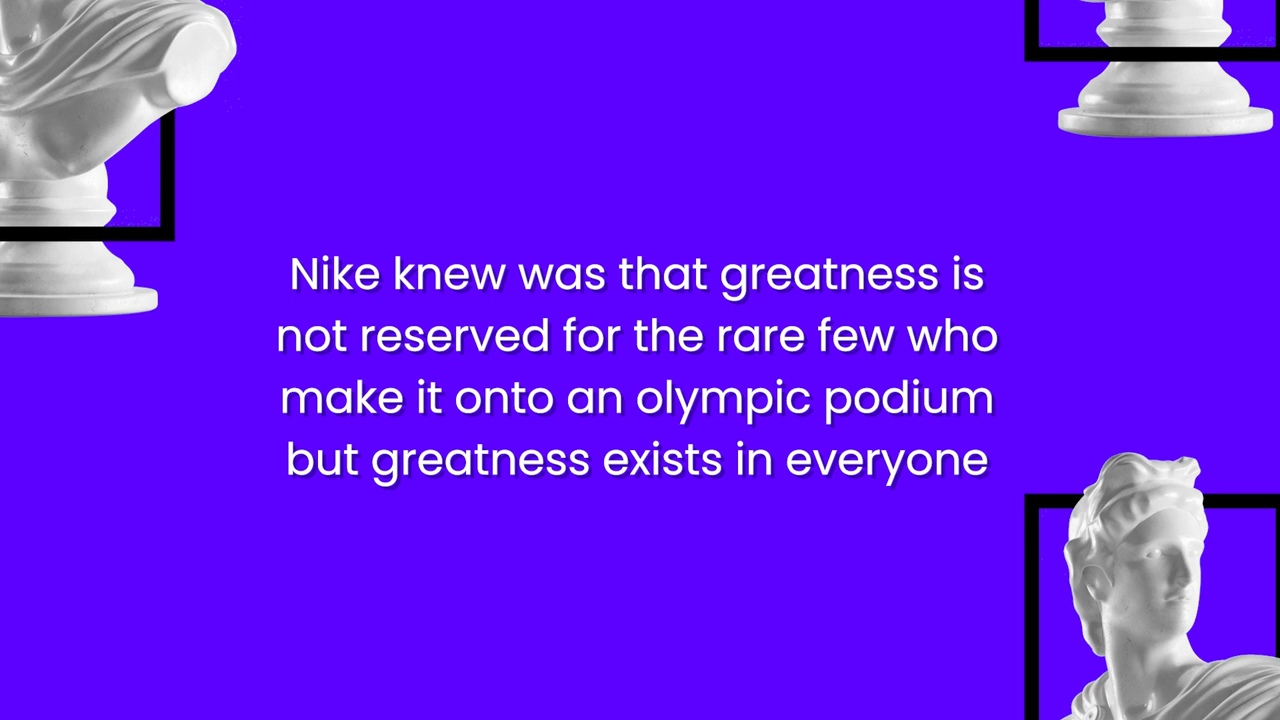 Nike knew was that greatness is
not reserved for the rare few who
make it onto an olympic podium
but greatness exists in everyone